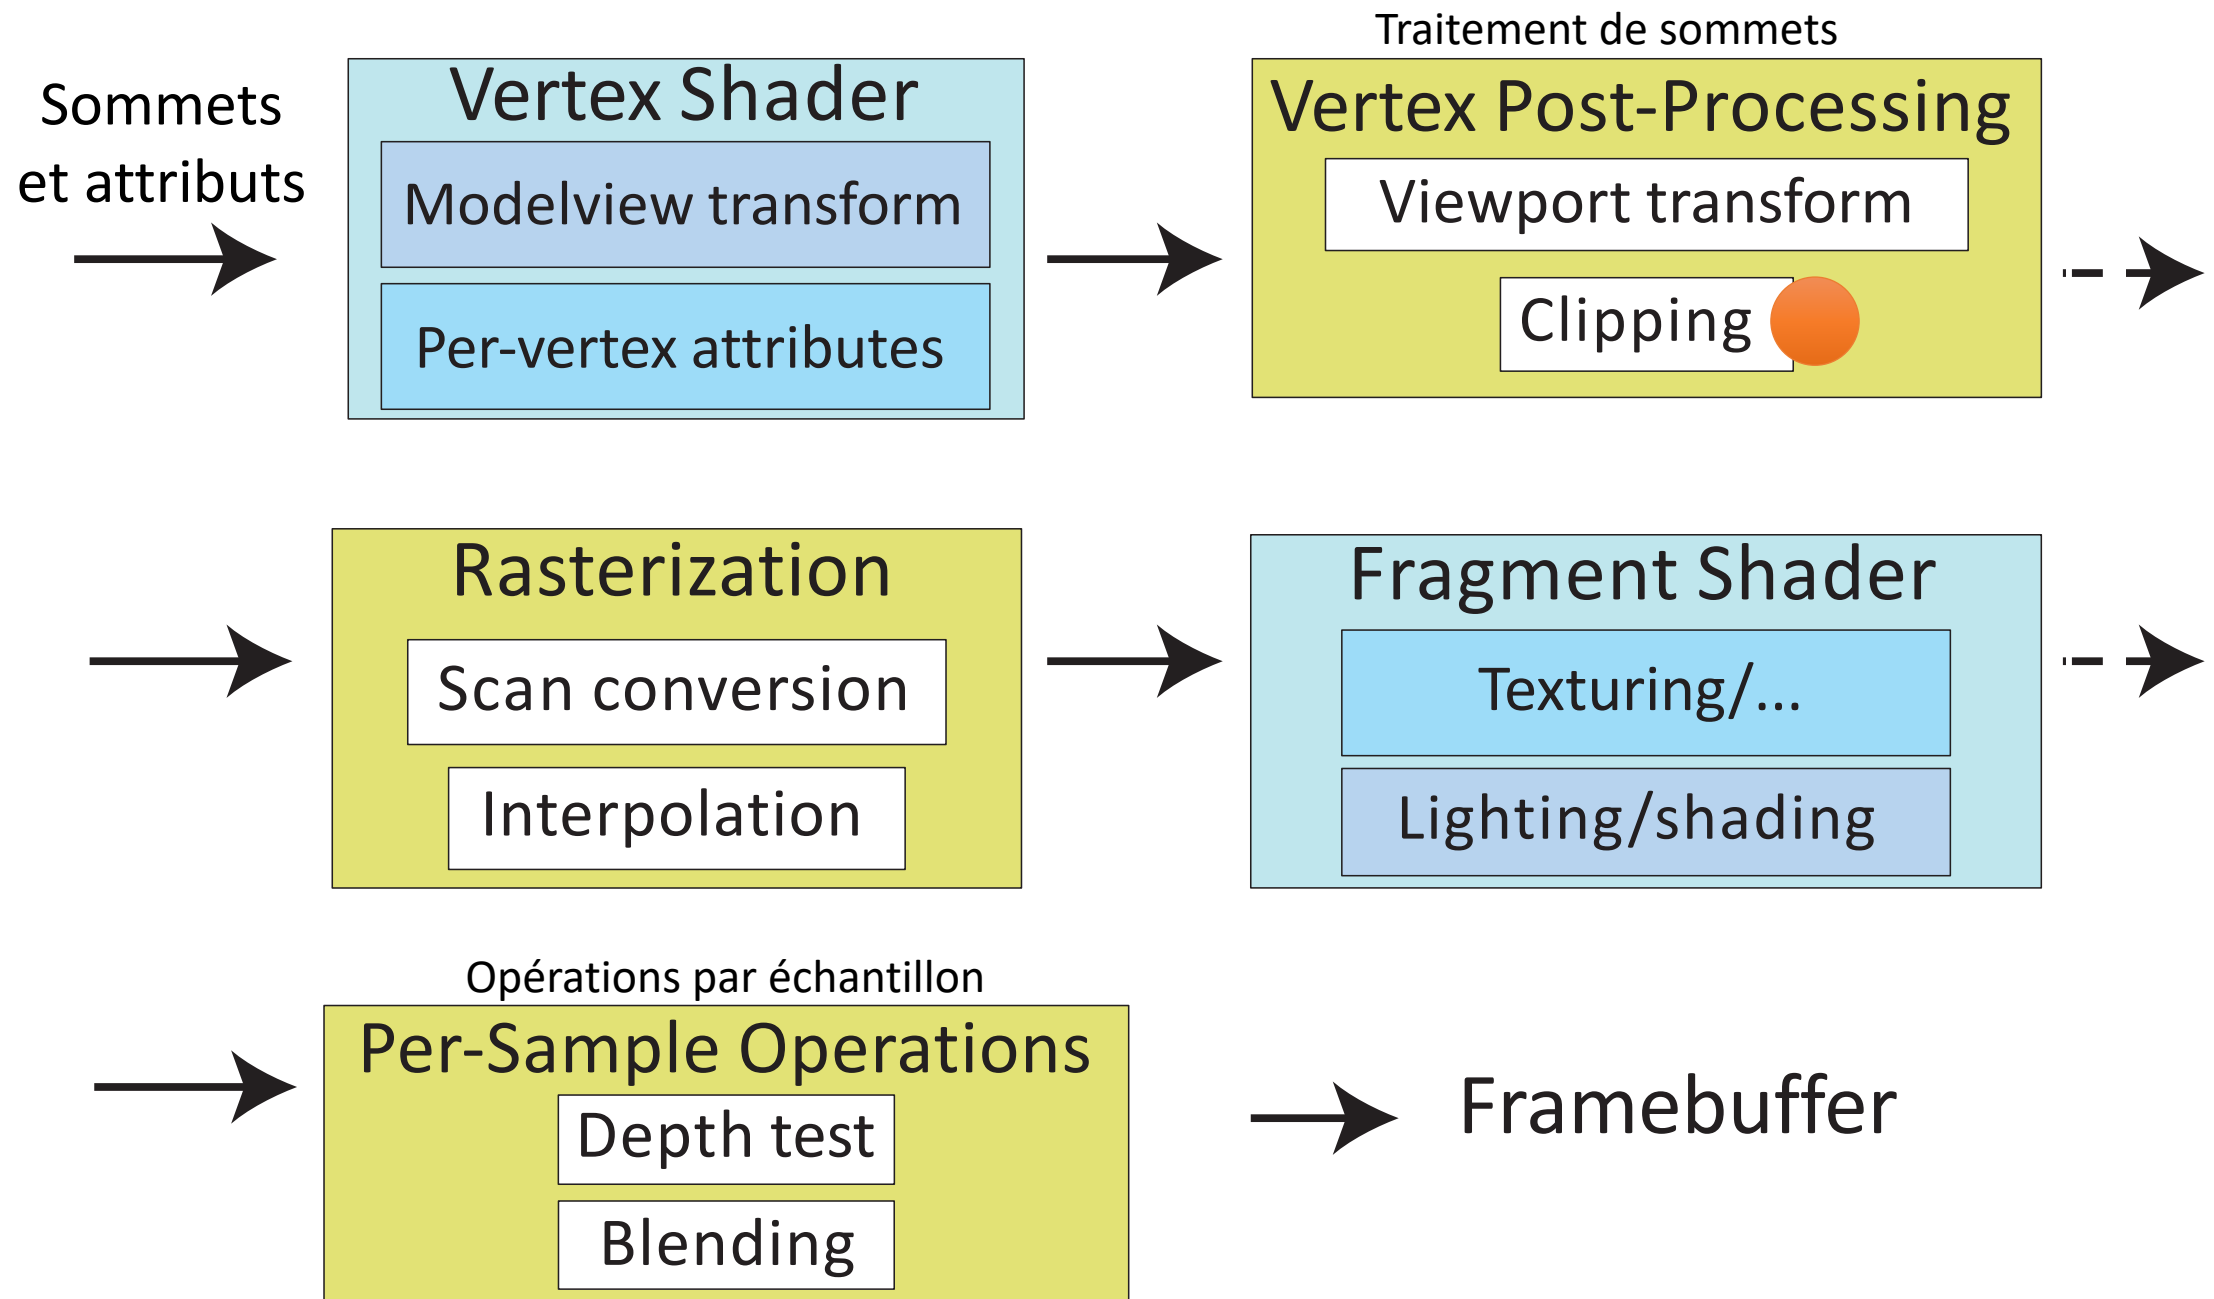 Sommets
et attributs
Vertex Shader
Modelview transform
Per-vertex attributes
Traitement de sommets
Vertex Post-Processing
Viewport transform
Clipping
Rasterization
Scan conversion
Interpolation
Fragment Shader
Texturing/...
Lighting/shading
Opérations par échantillon
Per-Sample Operations
Depth test
Blending
Framebuffer